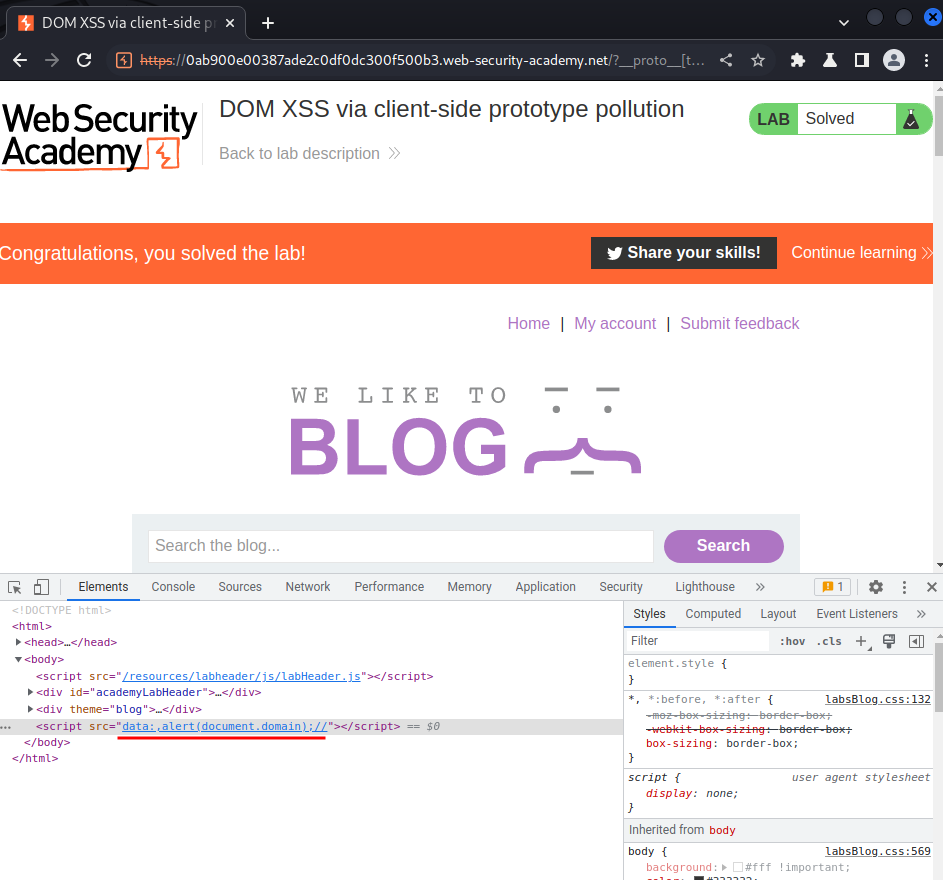 DOM XSS via client-side pr
https://0ab900e00387ade2c0df0dc300f500b3.web-security-academy.net/?__proto__[t…
WebSecurity
Academy
DOM XSS via client-side prototype pollution
Back to lab description
LAB Solved
Congratulations, you solved the lab!
Share your skills!
Continue learning
Home | My account | Submit feedback
WE LIKE TO
BLOG
Search the blog...
Search
Elements Console Sources Network Performance Memory Application Security Lighthouse » 1
<!DOCTYPE html>
<html>
<head>…</head>
<body>
<script src="/resources/labheader/js/labHeader.js"></script>
<div id="academyLabHeader">…</div>
<div theme="blog">…</div>
<script src="data:,alert(document.domain);//"></script> == $0
</body>
</html>
Styles Computed Layout Event Listeners »
Filter :hov .cls
element.style {
}
*, *:before, *:after { labsBlog.css:132
-moz-box-sizing: border-box;
-webkit-box-sizing: border-box;
box-sizing: border-box;
}
script { user agent stylesheet
display: none;
}
Inherited from body
body { labsBlog.css:569
background: #fff !important;
color: #333332;